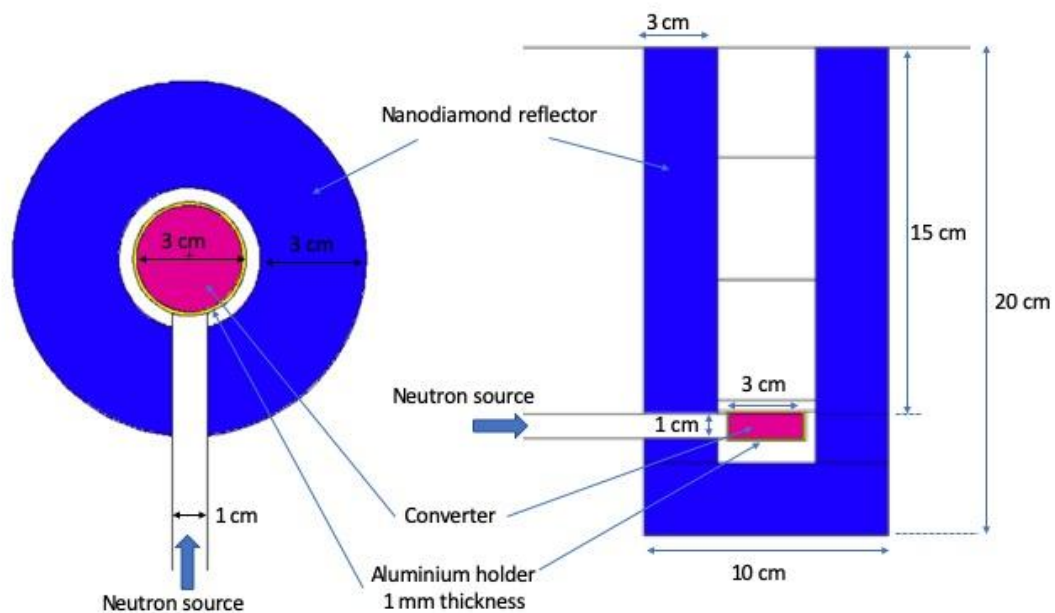 3 cm
Nanodiamond reflector
3 cm
3 cm
15 cm
20 cm
3 cm
Neutron source
1 cm
1 cm
Converter
Aluminium holder
1 mm thickness
10 cm
Neutron source